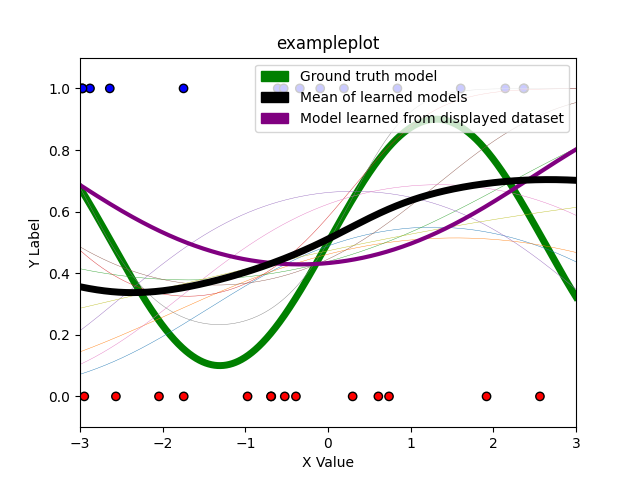 exampleplot
Ground truth model
Mean of learned models
Model learned from displayed dataset
Y Label
1.0
0.8
0.6
0.4
0.2
0.0
−3 −2 −1 0 1 2 3
X Value